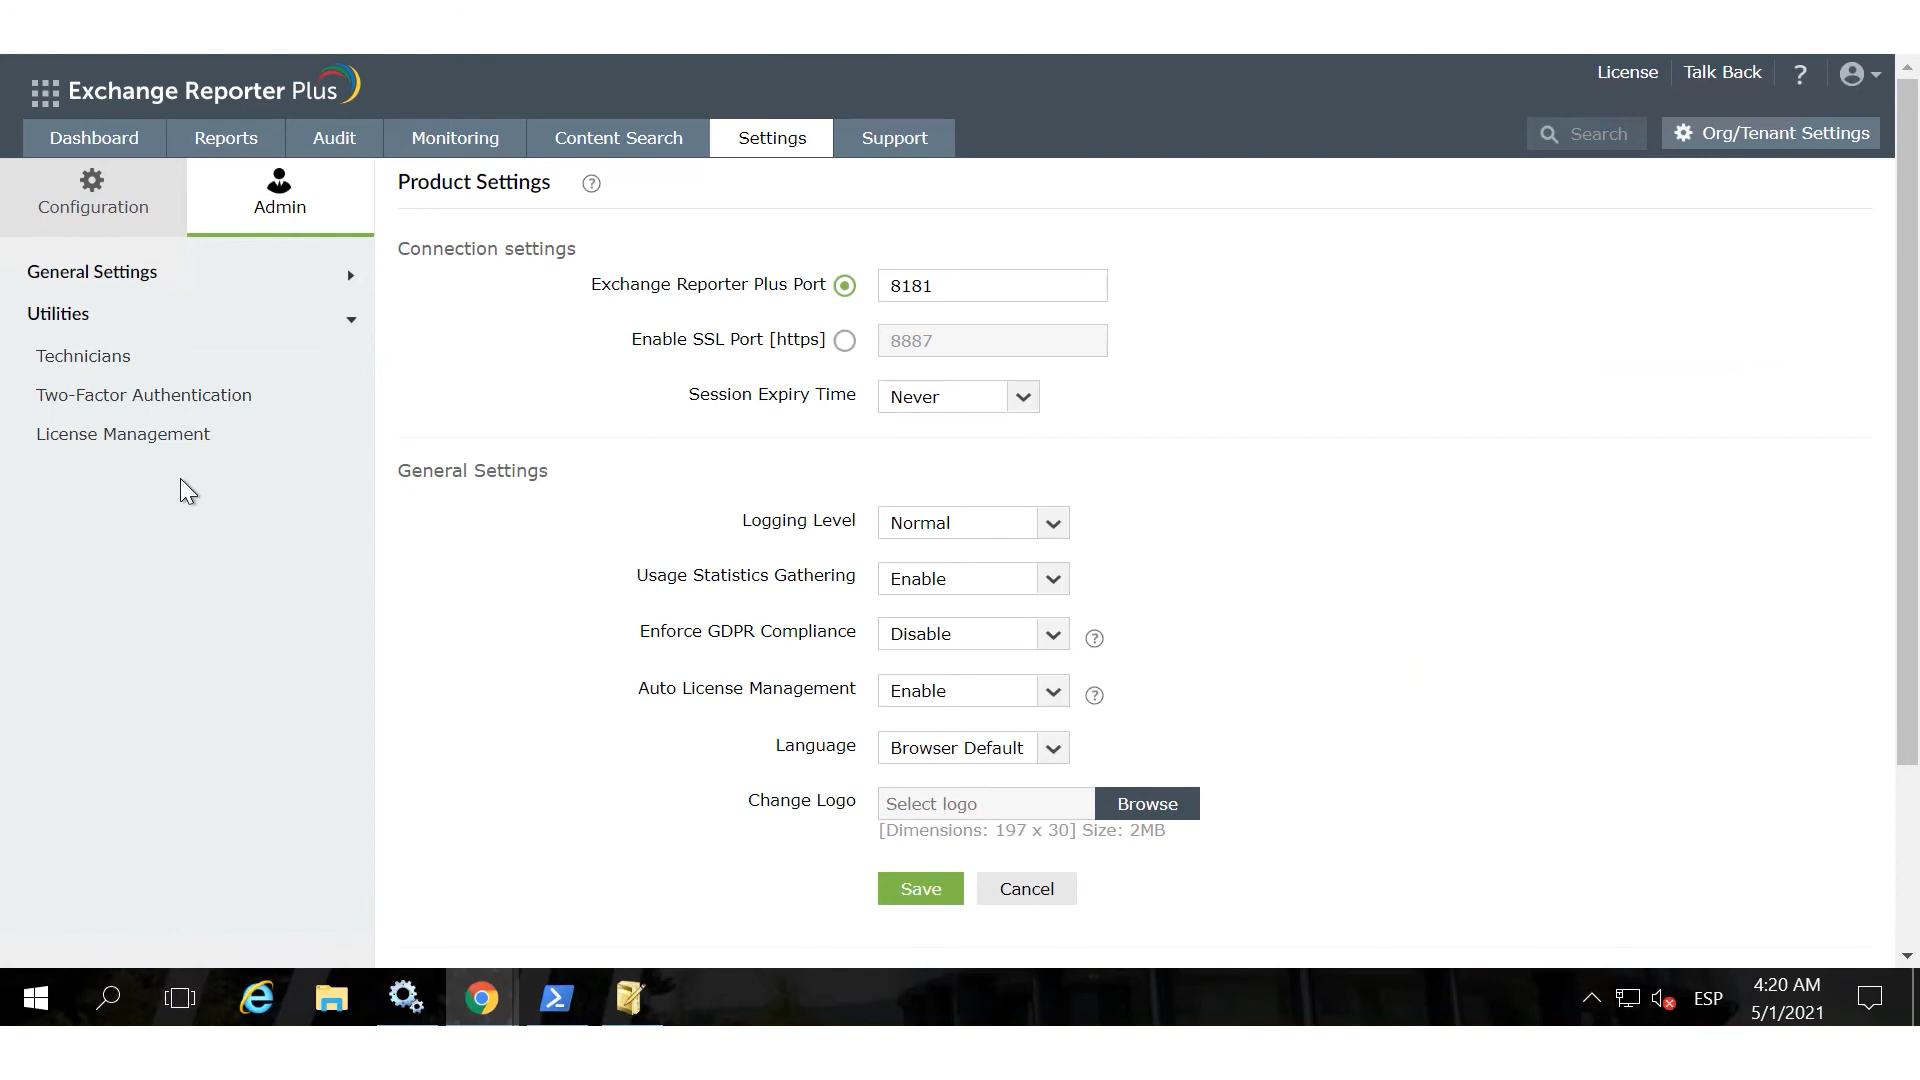 License
Talk Back
?
Exchange Reporter Plus
Dashboard
Reports
Audit
Monitoring
Content Search
Settings
Support
Search
Org/Tenant Settings
Configuration
Admin
General Settings
Utilities
Technicians
Two-Factor Authentication
License Management
Product Settings ?
Connection settings
Exchange Reporter Plus Port 8181
Enable SSL Port [https] 8887
Session Expiry Time Never
General Settings
Logging Level Normal
Usage Statistics Gathering Enable
Enforce GDPR Compliance Disable ?
Auto License Management Enable ?
Language Browser Default
Change Logo Select logo Browse
[Dimensions: 197 x 30] Size: 2MB
Save Cancel
ESP
4:20 AM
5/1/2021